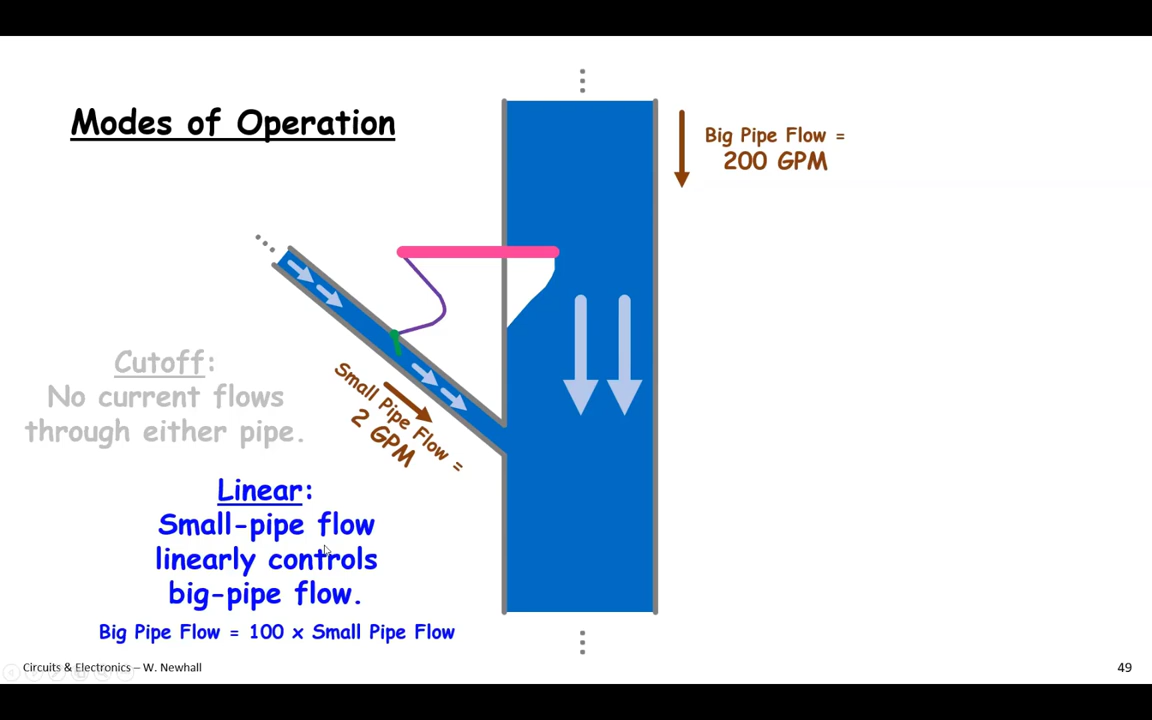 Modes of Operation
Big Pipe Flow =
200 GPM
Small Pipe Flow =
2 GPM
Cutoff:
No current flows
through either pipe.
Linear:
Small-pipe flow
linearly controls
big-pipe flow.
Big Pipe Flow = 100 x Small Pipe Flow
Circuits & Electronics – W. Newhall
49